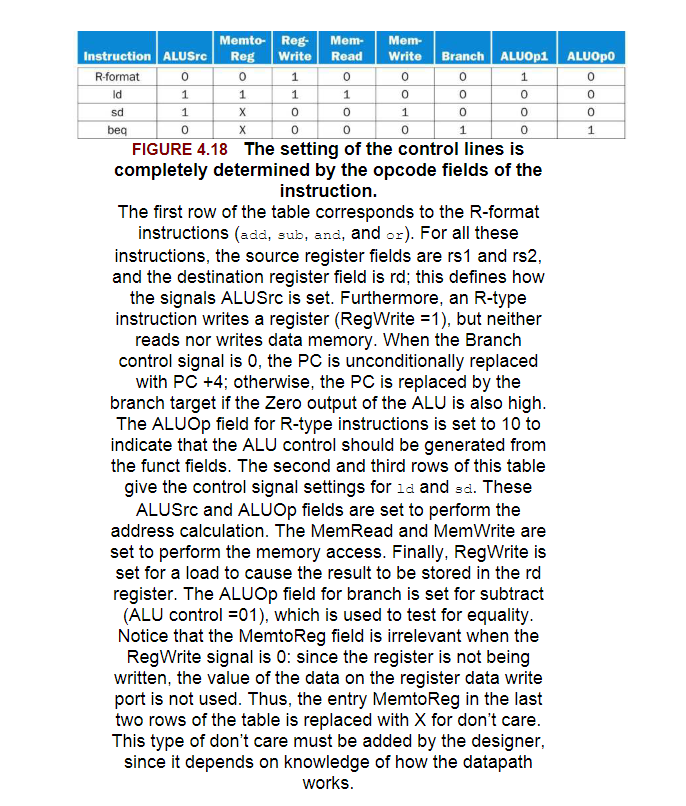 Instruction ALUSrc Memto-Reg Reg-Write Mem-Read Mem-Write Branch ALUOp1 ALUOp0
R-format 0 0 1 0 0 0 1 0
ld 1 1 1 1 0 0 0 0
sd 1 X 0 0 1 0 0 0
beq 0 X 0 0 0 1 0 1
FIGURE 4.18 The setting of the control lines is
completely determined by the opcode fields of the
instruction.
The first row of the table corresponds to the R-format
instructions (add, sub, and, and or). For all these
instructions, the source register fields are rs1 and rs2,
and the destination register field is rd; this defines how
the signals ALUSrc is set. Furthermore, an R-type
instruction writes a register (RegWrite =1), but neither
reads nor writes data memory. When the Branch
control signal is 0, the PC is unconditionally replaced
with PC +4; otherwise, the PC is replaced by the
branch target if the Zero output of the ALU is also high.
The ALUOp field for R-type instructions is set to 10 to
indicate that the ALU control should be generated from
the funct fields. The second and third rows of this table
give the control signal settings for ld and sd. These
ALUSrc and ALUOp fields are set to perform the
address calculation. The MemRead and MemWrite are
set to perform the memory access. Finally, RegWrite is
set for a load to cause the result to be stored in the rd
register. The ALUOp field for branch is set for subtract
(ALU control =01), which is used to test for equality.
Notice that the MemtoReg field is irrelevant when the
RegWrite signal is 0: since the register is not being
written, the value of the data on the register data write
port is not used. Thus, the entry MemtoReg in the last
two rows of the table is replaced with X for don't care.
This type of don't care must be added by the designer,
since it depends on knowledge of how the datapath
works.